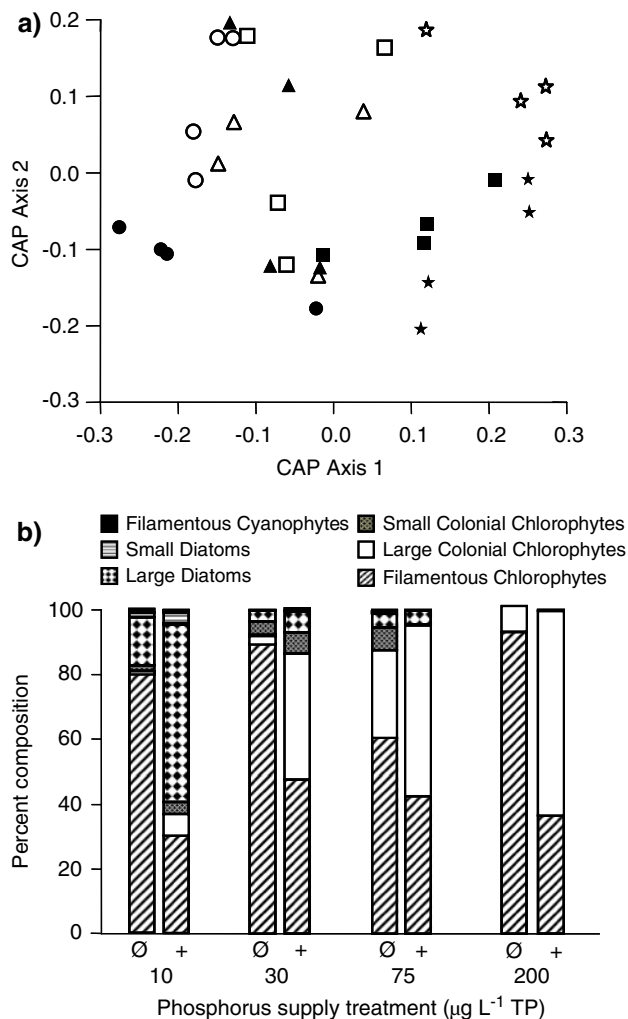 a)
0.2
0.1
0.0
-0.1
-0.2
-0.3
CAP Axis 2
-0.3 -0.2 -0.1 0.0 0.1 0.2 0.3
CAP Axis 1
b)
Filamentous Cyanophytes Small Colonial Chlorophytes
Small Diatoms Large Colonial Chlorophytes
Large Diatoms Filamentous Chlorophytes
100
80
60
40
20
0
Percent composition
Ø + Ø + Ø + Ø +
10 30 75 200
Phosphorus supply treatment (μg L-1 TP)